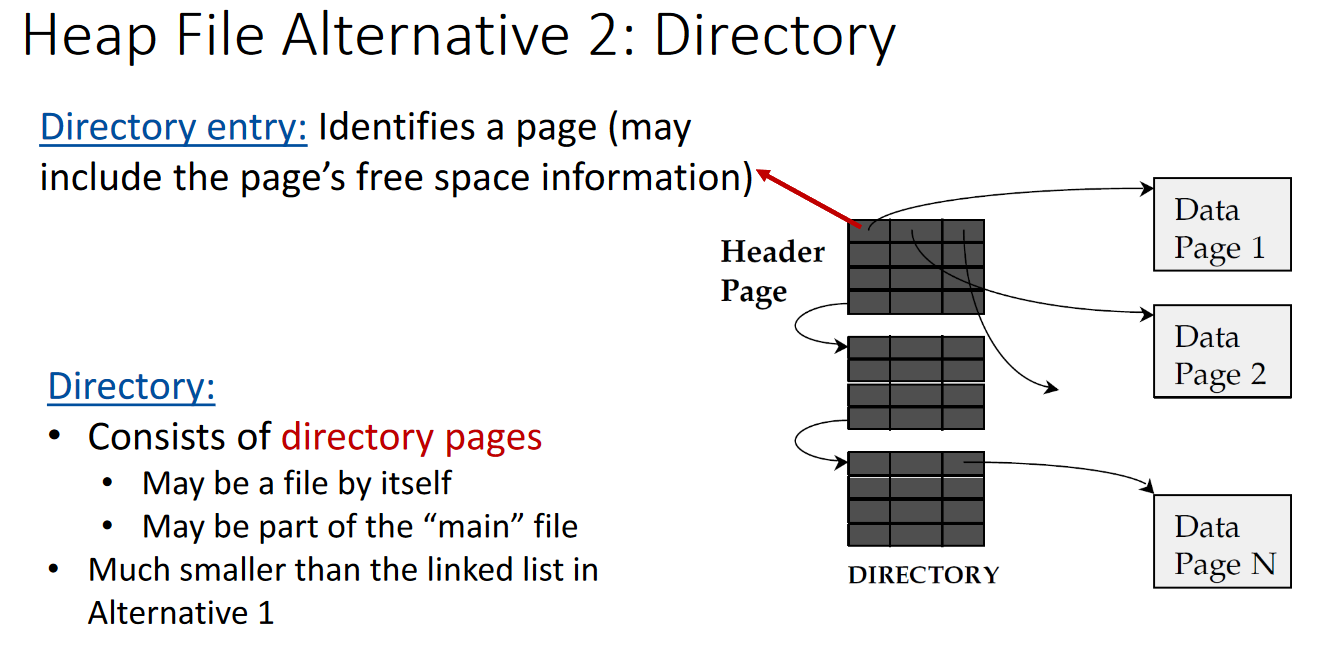 Heap File Alternative 2: Directory
Directory entry: Identifies a page (may
include the page’s free space information)
Header
Page
Data
Page 1
Data
Page 2
Directory:
• Consists of directory pages
• May be a file by itself
• May be part of the “main” file
• Much smaller than the linked list in
Alternative 1
Data
Page N
DIRECTORY